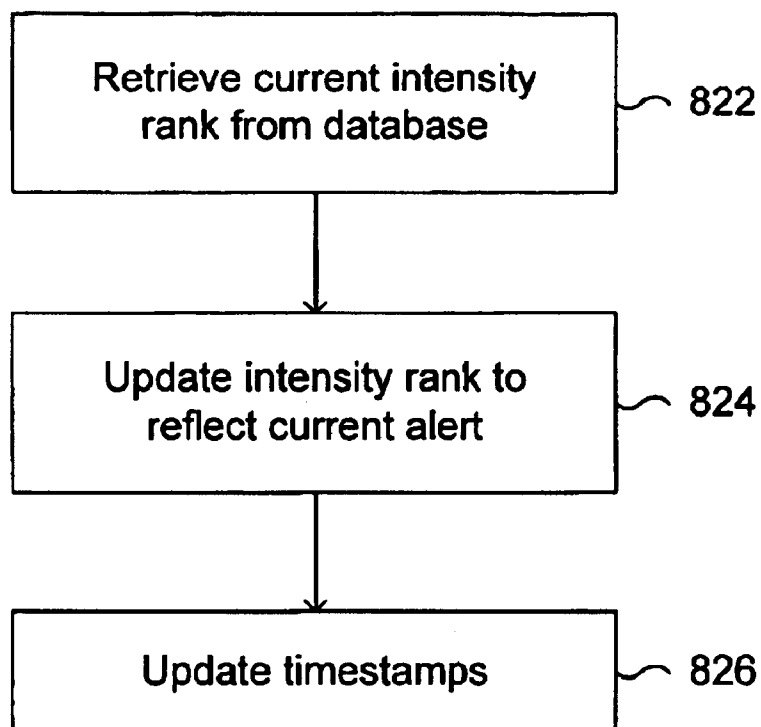 Retrieve current intensity
rank from database
822
Update intensity rank to
reflect current alert
824
Update timestamps
826